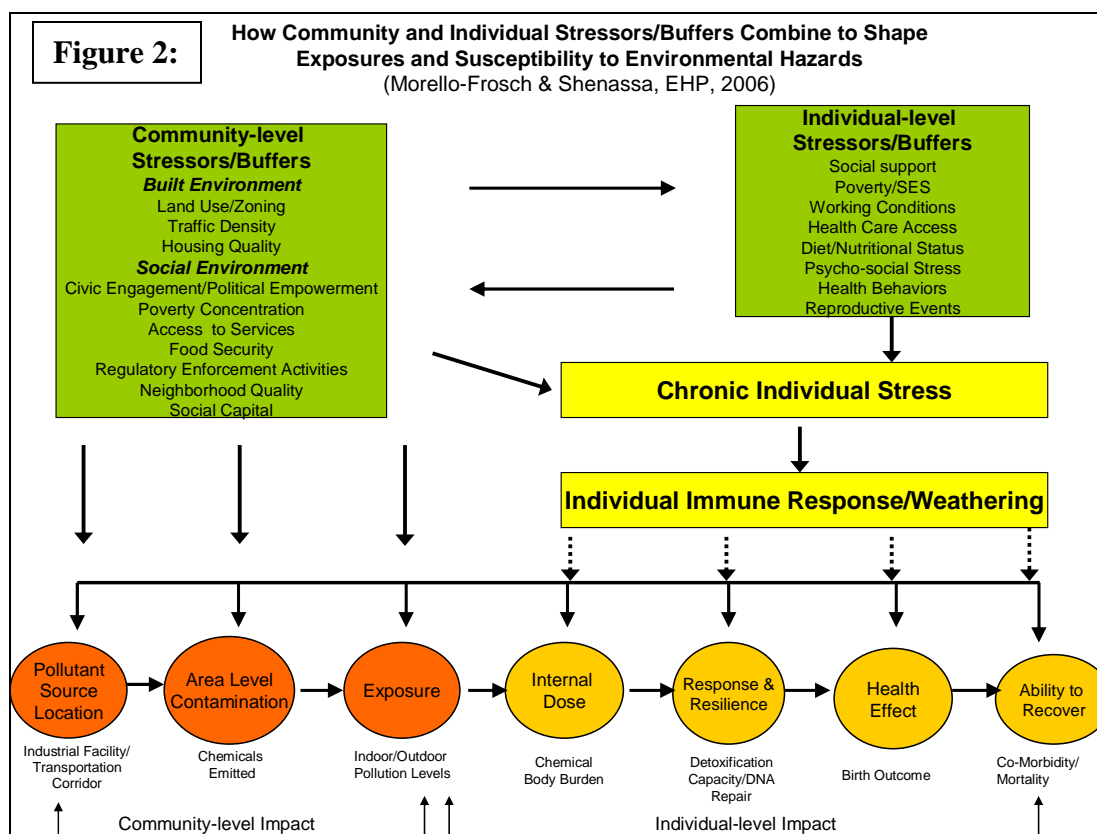 Figure 2:
How Community and Individual Stressors/Buffers Combine to Shape
Exposures and Susceptibility to Environmental Hazards
(Morello-Frosch & Shenassa, EHP, 2006)
Community-level
Stressors/Buffers
Built Environment
Land Use/Zoning
Traffic Density
Housing Quality
Social Environment
Civic Engagement/Political Empowerment
Poverty Concentration
Access to Services
Food Security
Regulatory Enforcement Activities
Neighborhood Quality
Social Capital
Individual-level
Stressors/Buffers
Social support
Poverty/SES
Working Conditions
Health Care Access
Diet/Nutritional Status
Psycho-social Stress
Health Behaviors
Reproductive Events
Chronic Individual Stress
Individual Immune Response/Weathering
Pollutant
Source
Location
Area Level
Contamination
Exposure
Internal
Dose
Response &
Resilience
Health
Effect
Ability to
Recover
Industrial Facility/
Transportation
Corridor
Chemicals
Emitted
Indoor/Outdoor
Pollution Levels
Chemical
Body Burden
Detoxification
Capacity/DNA
Repair
Birth Outcome
Co-Morbidity/
Mortality
Community-level Impact
Individual-level Impact